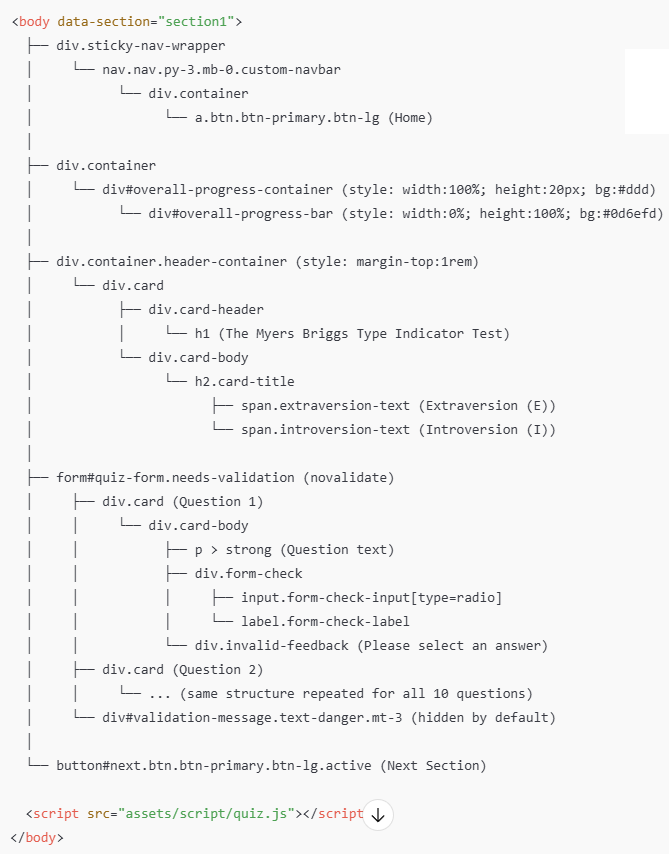 <body data-section="section1">
├── div.sticky-nav-wrapper
│     └── nav.nav.py-3.mb-0.custom-navbar
│           └── div.container
│                 └── a.btn.btn-primary.btn-lg (Home)
│
├── div.container
│     └── div#overall-progress-container (style: width:100%; height:20px; bg:#ddd)
│           └── div#overall-progress-bar (style: width:0%; height:100%; bg:#0d6efd)
│
├── div.container.header-container (style: margin-top:1rem)
│     └── div.card
│           ├── div.card-header
│           │     └── h1 (The Myers Briggs Type Indicator Test)
│           └── div.card-body
│                 └── h2.card-title
│                       ├── span.extraversion-text (Extraversion (E))
│                       └── span.introversion-text (Introversion (I))
│
├── form#quiz-form.needs-validation (novalidate)
│     ├── div.card (Question 1)
│     │     └── div.card-body
│     │           ├── p > strong (Question text)
│     │           ├── div.form-check
│     │           │     ├── input.form-check-input[type=radio]
│     │           │     └── label.form-check-label
│     │           └── div.invalid-feedback (Please select an answer)
│     ├── div.card (Question 2)
│     │     └── ... (same structure repeated for all 10 questions)
│     └── div#validation-message.text-danger.mt-3 (hidden by default)
│
└── button#next.btn.btn-primary.btn-lg.active (Next Section)
<script src="assets/script/quiz.js"></script
</body>